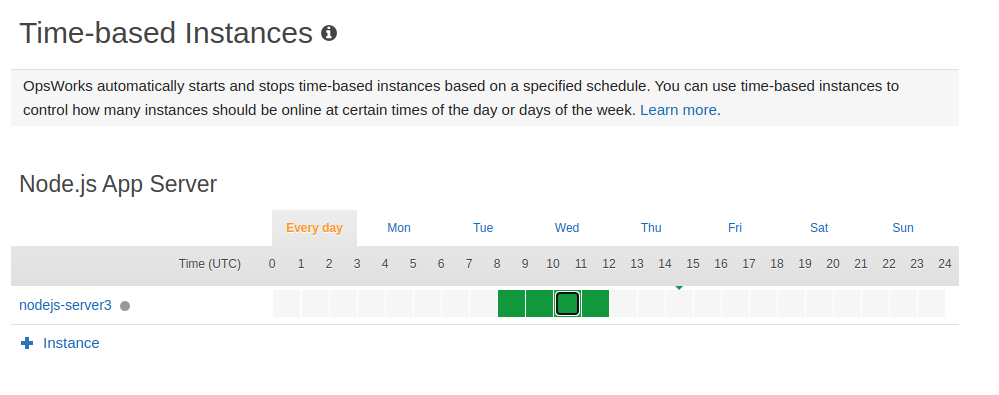 Time-based Instances
OpsWorks automatically starts and stops time-based instances based on a specified schedule. You can use time-based instances to
control how many instances should be online at certain times of the day or days of the week. Learn more.
Node.js App Server
Every day Mon Tue Wed Thu Fri Sat Sun
Time (UTC) 0 1 2 3 4 5 6 7 8 9 10 11 12 13 14 15 16 17 18 19 20 21 22 23 24
nodejs-server3
Instance